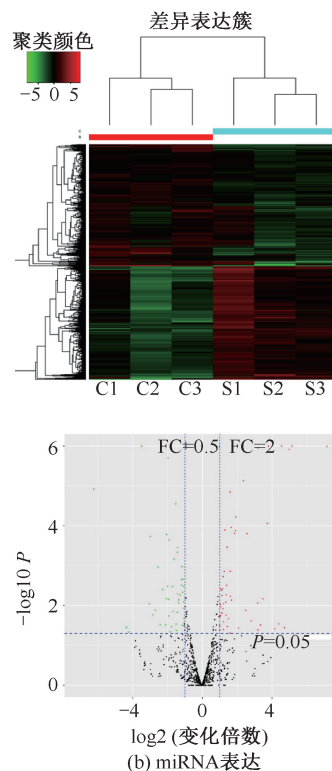 差异表达簇
聚类颜色
−5 0 5
C1 C2 C3 S1 S2 S3
FC=0.5 FC=2
6
4
2
0
−log10 P
P=0.05
−4 0 4
log2 (变化倍数)
(b) miRNA表达